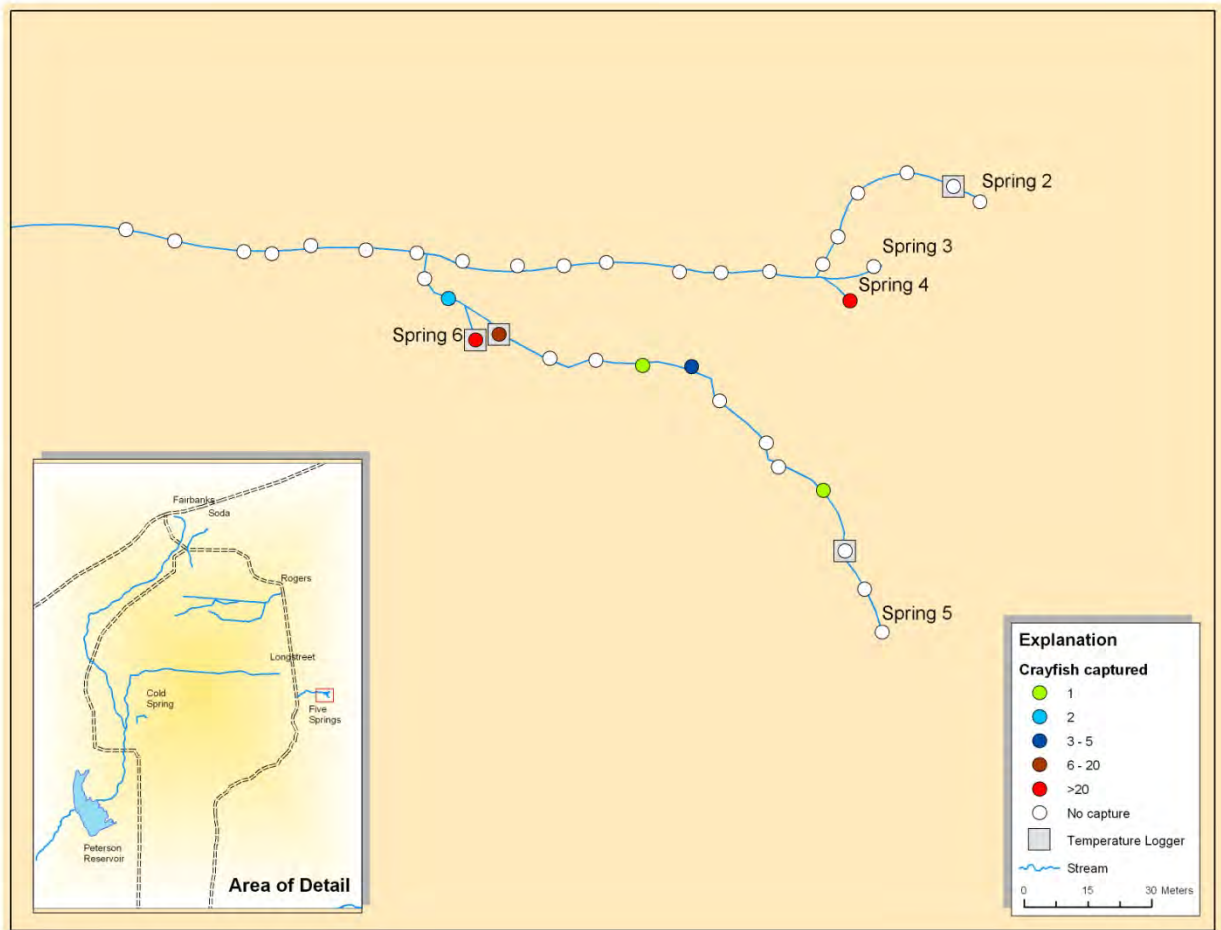 Spring 2
Spring 3
Spring 4
Spring 6
Spring 5
Fairbanks
Soda
Rogers
Longstreet
Cold
Spring
Five
Springs
Peterson
Reservoir
Area of Detail
Explanation
Crayfish captured
1
2
3 - 5
6 - 20
>20
No capture
Temperature Logger
Stream
0 15 30 Meters